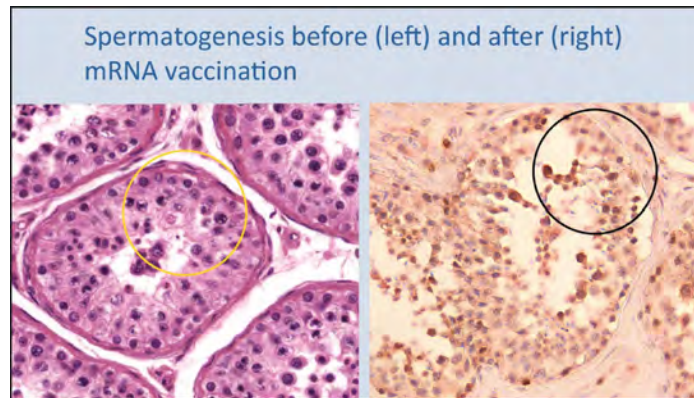 Spermatogenesis before (left) and after (right)
mRNA vaccination